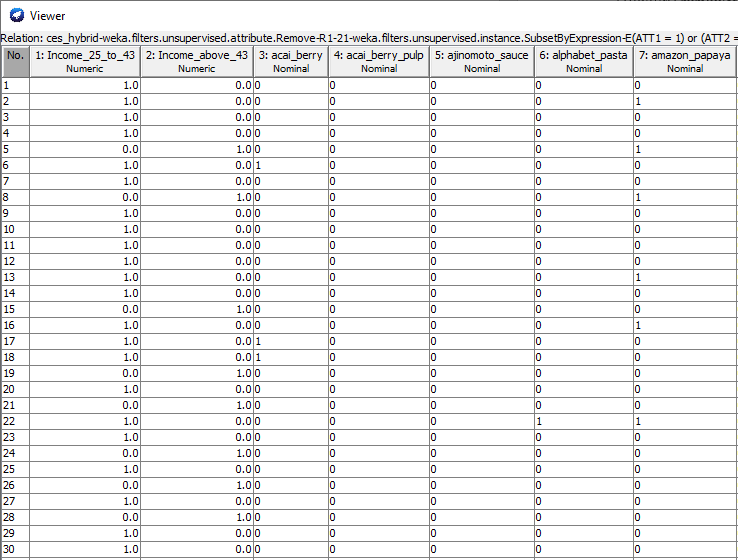 Viewer
Relation: ces_hybrid-weka.filters.unsupervised.attribute.Remove-R1-21-weka.filters.unsupervised.instance.SubsetByExpression-E(ATT1 = 1) or (ATT2 =
No. 1: Income_25_to_43 2: Income_above_43 3: acai_berry 4: acai_berry_pulp 5: ajinomoto_sauce 6: alphabet_pasta 7: amazon_papaya
Numeric Numeric Nominal Nominal Nominal Nominal Nominal
1 1.0 0.0 0 0 0 0 0
2 1.0 0.0 0 0 0 0 1
3 1.0 0.0 0 0 0 0 0
4 1.0 0.0 0 0 0 0 0
5 0.0 1.0 0 0 0 0 1
6 1.0 0.0 1 0 0 0 0
7 1.0 0.0 0 0 0 0 0
8 0.0 1.0 0 0 0 0 1
9 1.0 0.0 0 0 0 0 0
10 1.0 0.0 0 0 0 0 0
11 1.0 0.0 0 0 0 0 0
12 1.0 0.0 0 0 0 0 0
13 1.0 0.0 0 0 0 0 1
14 1.0 0.0 0 0 0 0 0
15 0.0 1.0 0 0 0 0 0
16 1.0 0.0 0 0 0 0 1
17 1.0 0.0 1 0 0 0 0
18 1.0 0.0 1 0 0 0 0
19 0.0 1.0 0 0 0 0 0
20 1.0 0.0 0 0 0 0 0
21 0.0 1.0 0 0 0 0 0
22 1.0 0.0 0 0 0 1 1
23 1.0 0.0 0 0 0 0 0
24 0.0 1.0 0 0 0 0 0
25 1.0 0.0 0 0 0 0 0
26 0.0 1.0 0 0 0 0 0
27 1.0 0.0 0 0 0 0 0
28 0.0 1.0 0 0 0 0 0
29 1.0 0.0 0 0 0 0 0
30 1.0 0.0 0 0 0 0 0